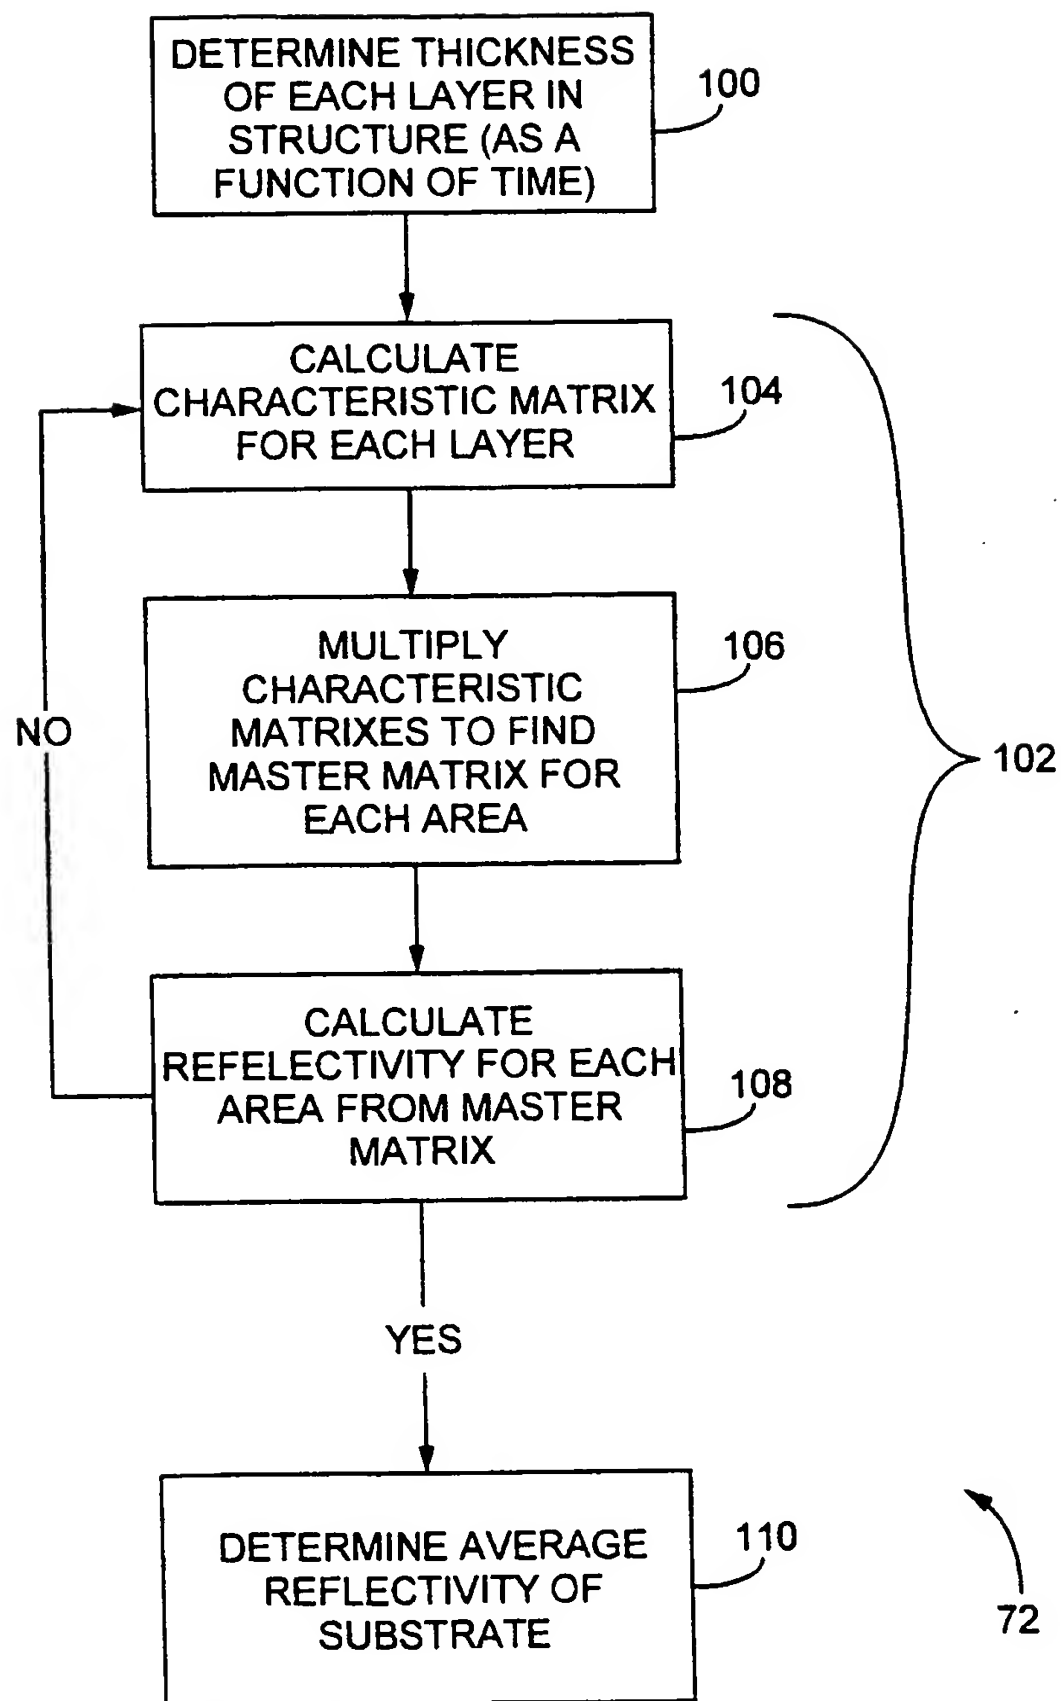 DETERMINE THICKNESS
OF EACH LAYER IN
STRUCTURE (AS A
FUNCTION OF TIME)
100
CALCULATE
CHARACTERISTIC MATRIX
FOR EACH LAYER
104
MULTIPLY
CHARACTERISTIC
MATRIXES TO FIND
MASTER MATRIX FOR
EACH AREA
106
NO
102
CALCULATE
REFELECTIVITY FOR EACH
AREA FROM MASTER
MATRIX
108
YES
DETERMINE AVERAGE
REFLECTIVITY OF
SUBSTRATE
110
72